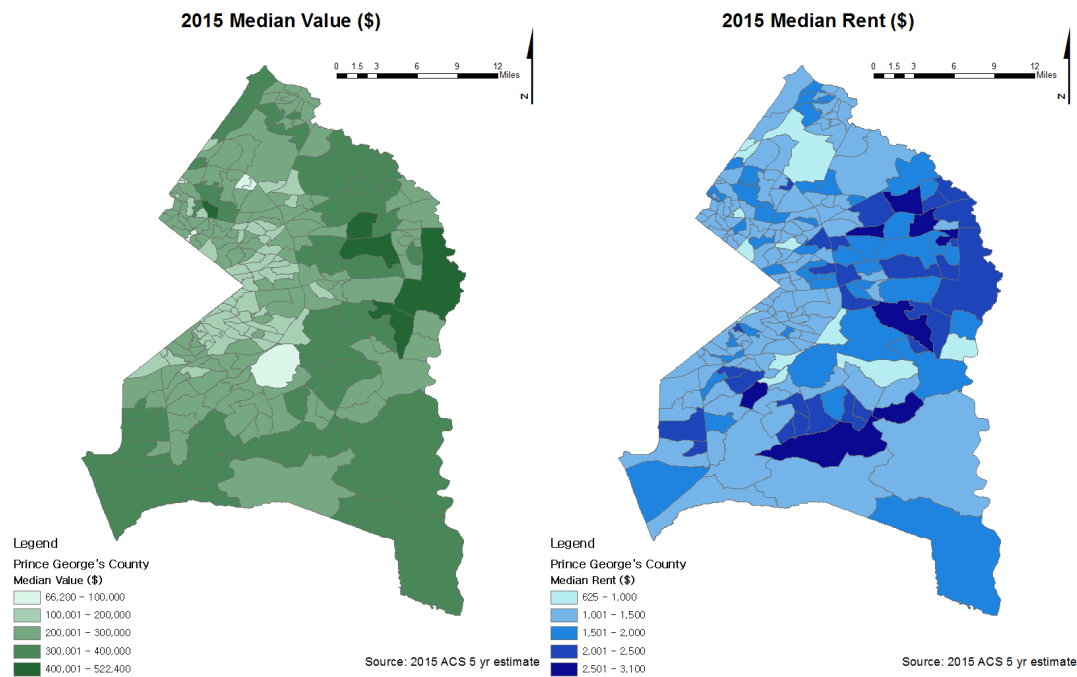 2015 Median Value ($)
0 1.5 3 6 9 12
Miles
N
Legend
Prince George's County
Median Value ($)
66,200 - 100,000
100,001 - 200,000
200,001 - 300,000
300,001 - 400,000
400,001 - 522,400
Source: 2015 ACS 5 yr estimate
2015 Median Rent ($)
0 1.5 3 6 9 12
Miles
N
Legend
Prince George's County
Median Rent ($)
625 - 1,000
1,001 - 1,500
1,501 - 2,000
2,001 - 2,500
2,501 - 3,100
Source: 2015 ACS 5 yr estimate